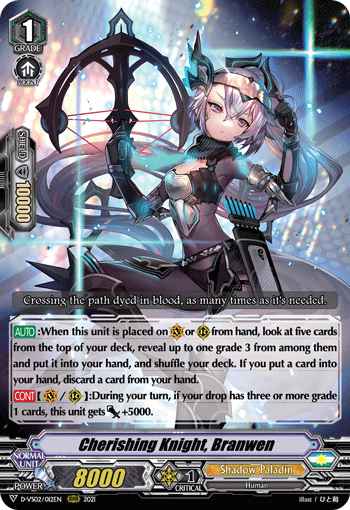 1
GRADE
BOOST
SHIELD
10000
Crossing the path dyed in blood, as many times as it's needed.
AUTO:When this unit is placed on V or R from hand, look at five cards
from the top of your deck, reveal up to one grade 3 from among them
and put it into your hand, and shuffle your deck. If you put a card into
your hand, discard a card from your hand.
CONT[V/R]:During your turn, if your drop has three or more grade
1 cards, this unit gets +5000.
Cherishing Knight, Branwen
NORMAL
UNIT
POWER
8000
1
CRITICAL
Shadow Paladin
Human
D-VS02/012EN RRR 2021
Illust. / ひと和